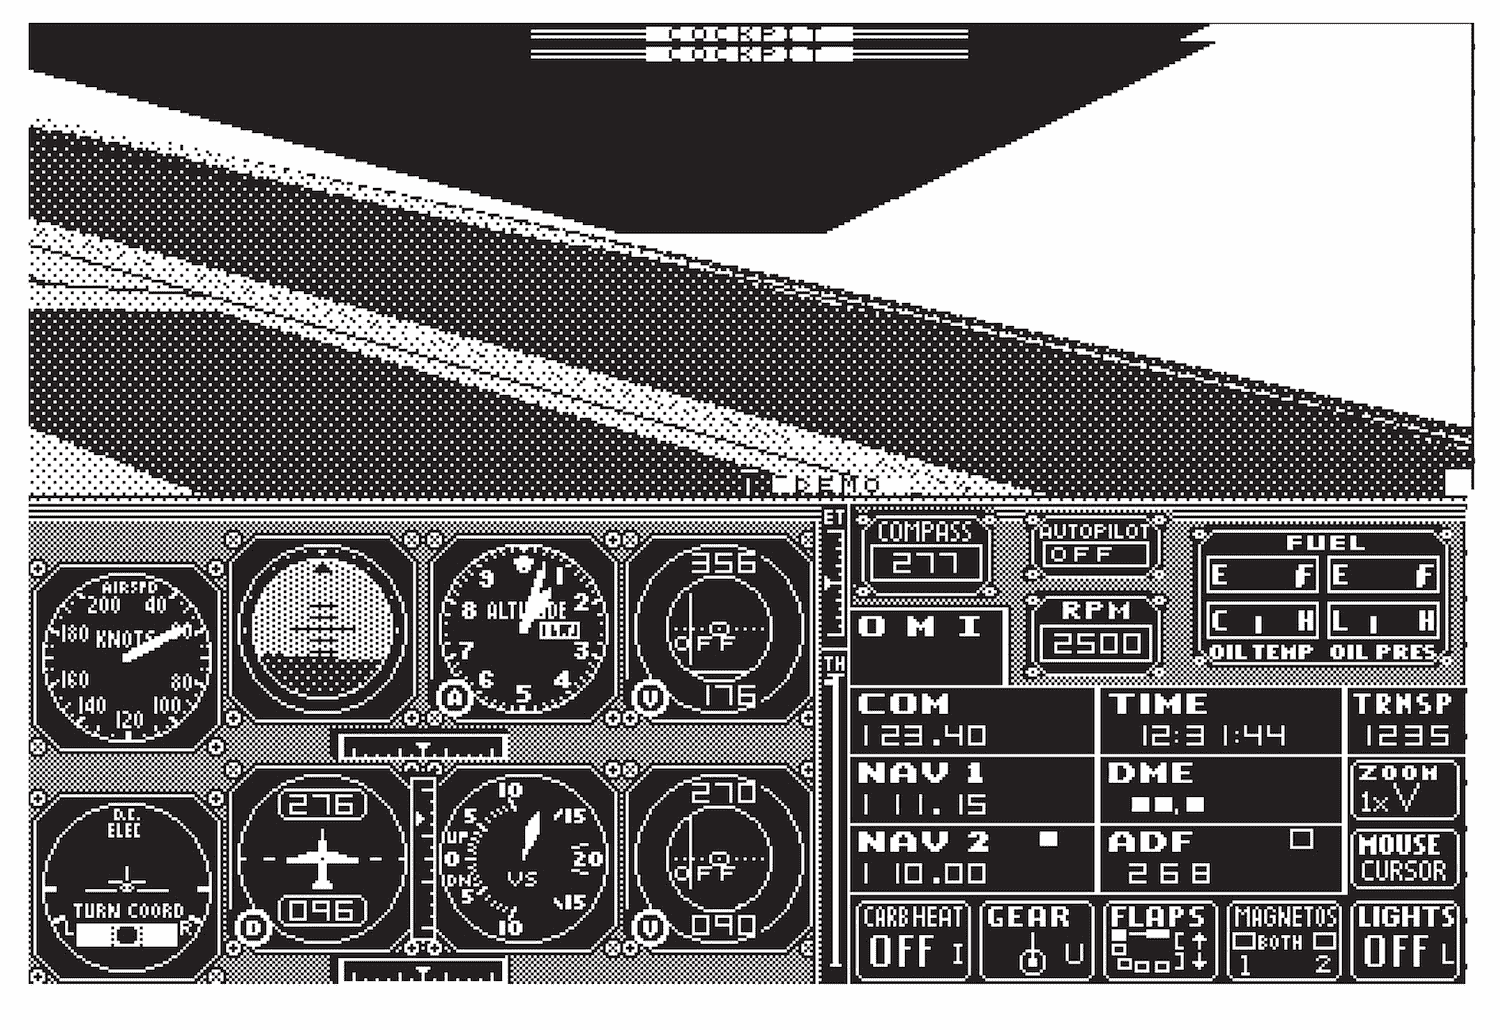 COCKPIT
COCKPIT
DEMO
ET
COMPASS
277
AUTOPILOT
OFF
FUEL
E F E F
C H L H
OIL TEMP OIL PRES
RPM
2500
O M I
TH
AIRSPD
200 40
180 KNOTS
160 80
140 100
120
9 1
8 ALTITUDE 2
7 3
6 4
5
A
356
OFF
176
V
COM
123.40
TIME
12:31:44
TRNSP
1235
NAV 1
111.15
DME
ZOOM
1x
NAV 2
110.00
ADF
268
MOUSE
CURSOR
D.C.
ELEC
TURN COORD
L R
276
096
D
10
5 15
UP
0 20
DN VS
5 15
10
270
OFF
090
V
CARB HEAT
OFF I
GEAR
U
FLAPS
MAGNETOS
BOTH
1 2
LIGHTS
OFF L